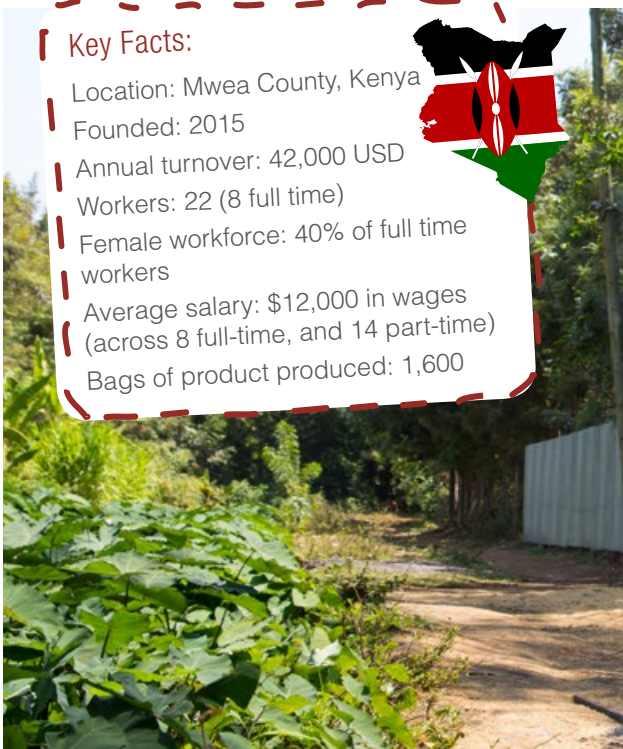 Key Facts:
Location: Mwea County, Kenya
Founded: 2015
Annual turnover: 42,000 USD
Workers: 22 (8 full time)
Female workforce: 40% of full time
workers
Average salary: $12,000 in wages
(across 8 full-time, and 14 part-time)
Bags of product produced: 1,600